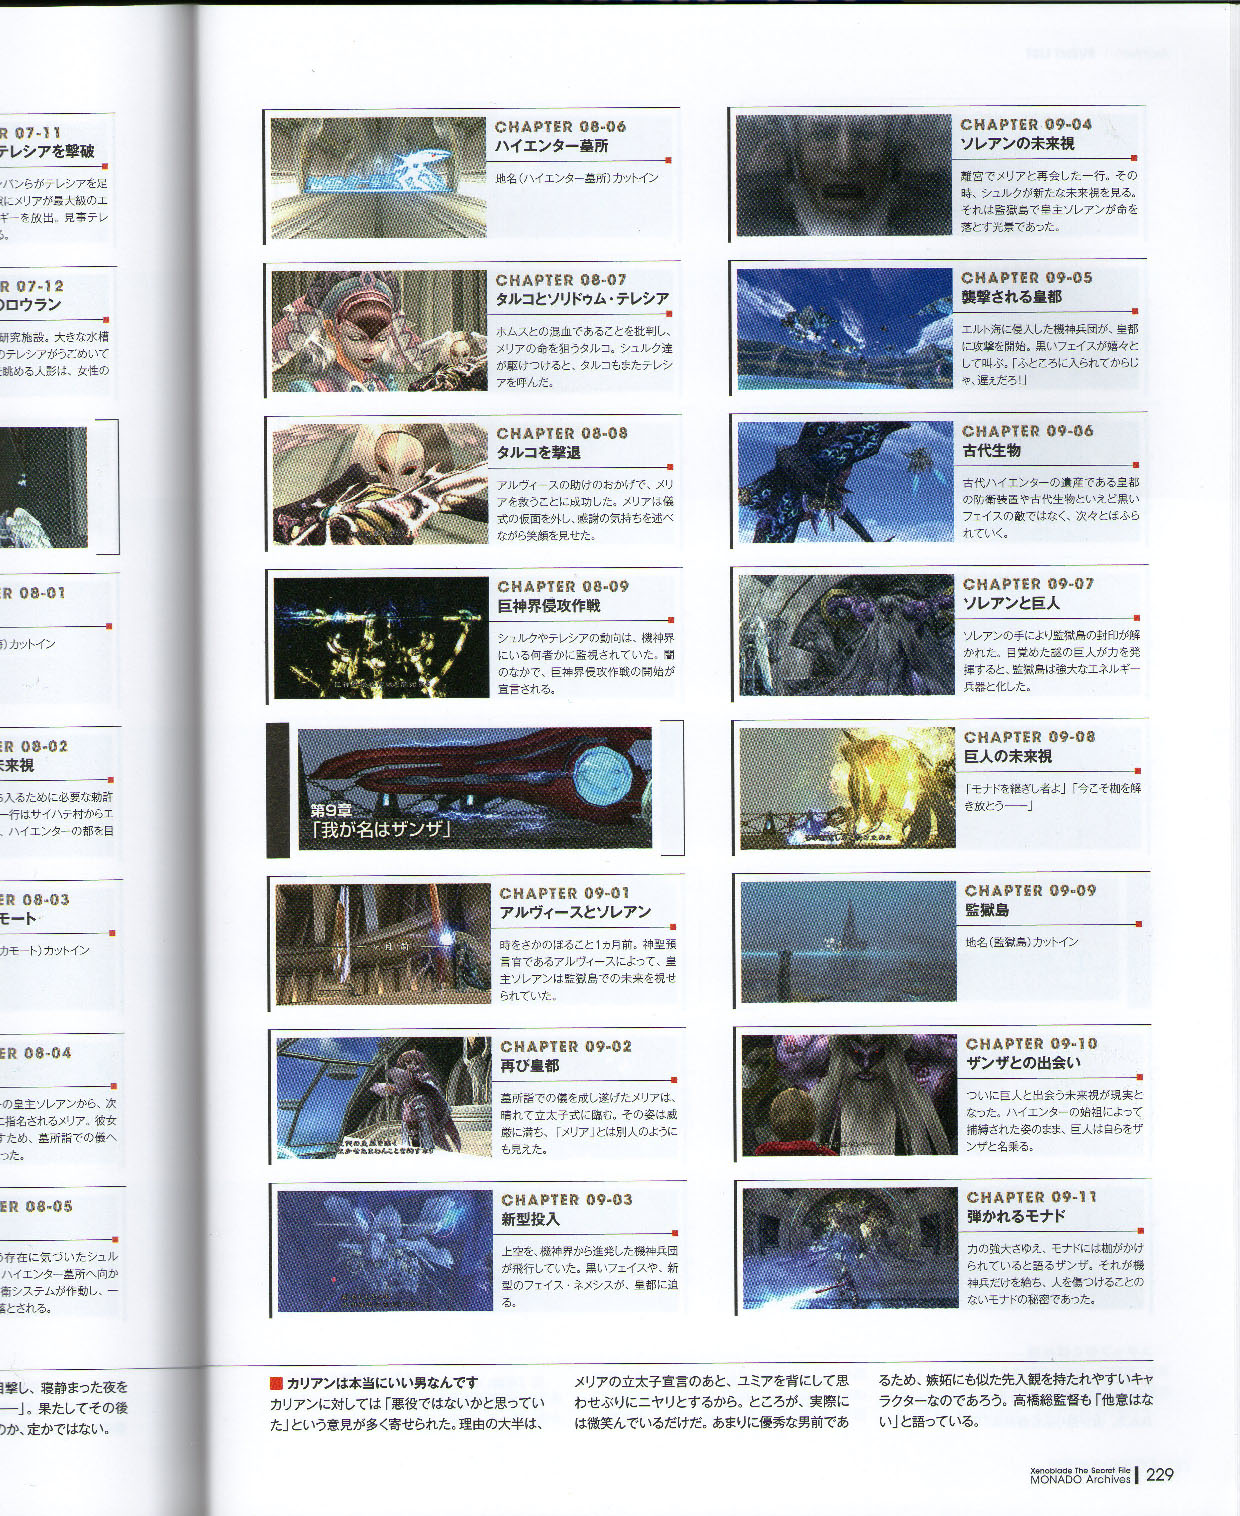 R 07-11
テレシアを撃破
ンバンらがテレシアを足
にメリアが最大級のエ
ギーを放出。見事テレ
る。
R 07-12
のロウラン
研究施設。大きな水槽
のテレシアがうごめいて
と眺める人影は、女性の
ER 08-01
カットイン
ER 08-02
未来視
ら入るために必要な勅許
一行はサイハテ村からエ
、ハイエンターの都を目
ER 08-03
モート
カモート)カットイン
ER 08-04
ーの皇主ソレアンから、次
に指名されるメリア。彼女
すため、墓所詣での儀へ
った。
ER 08-05
う存在に気づいたシュル
ハイエンター墓所へ向か
衛システムが作動し、一
落とされる。
目撃し、寝静まった夜を
――」。果たしてその後
のか、定かではない。
CHAPTER 08-06
ハイエンター墓所
地名(ハイエンター墓所)カットイン
CHAPTER 08-07
タルコとソリドゥム・テレシア
ホムスとの混血であることを批判し、
メリアの命を狙うタルコ。シュルク達
が駆けつけると、タルコもまたテレシ
アを呼んだ。
CHAPTER 08-08
タルコを撃退
アルヴィースの助けのおかげで、メリ
アを救うことに成功した。メリアは儀
式の仮面を外し、感謝の気持ちを述べ
ながら笑顔を見せた。
CHAPTER 08-09
巨神界侵攻作戦
シュルクやテレシアの動向は、機神界
にいる何者かに監視されていた。闇
のなかで、巨神界侵攻作戦の開始が
宣言される。
第9章
「我が名はザンザ」
CHAPTER 09-01
アルヴィースとソレアン
時をさかのぼること1ヵ月前。神聖預
言官であるアルヴィースによって、皇
主ソレアンは監獄島での未来を視せ
られていた。
一 月 前
CHAPTER 09-02
再び皇都
墓所詣での儀を成し遂げたメリアは、
晴れて立太子式に臨む。その姿は威
厳に満ち、「メリア」とは別人のように
も見えた。
CHAPTER 09-03
新型投入
上空を、機神界から進発した機神兵団
が飛行していた。黒いフェイスや、新
型のフェイス・ネメシスが、皇都に迫
る。
CHAPTER 09-04
ソレアンの未来視
離宮でメリアと再会した一行。その
時、シュルクが新たな未来視を見る。
それは監獄島で皇主ソレアンが命を
落とす光景であった。
CHAPTER 09-05
襲撃される皇都
エルト海に侵入した機神兵団が、皇都
に攻撃を開始。黒いフェイスが嬉々と
して叫ぶ。「ふところに入られてからじ
ゃ、遅えだろ!」
CHAPTER 09-06
古代生物
古代ハイエンターの遺産である皇都
の防衛装置や古代生物といえど黒い
フェイスの敵ではなく、次々とほふら
れていく。
CHAPTER 09-07
ソレアンと巨人
ソレアンの手により監獄島の封印が解
かれた。目覚めた謎の巨人が力を発
揮すると、監獄島は強大なエネルギー
兵器と化した。
CHAPTER 09-08
巨人の未来視
「モナドを継ぎし者よ」「今こそ枷を解
き放とう――」
CHAPTER 09-09
監獄島
地名(監獄島)カットイン
CHAPTER 09-10
ザンザとの出会い
ついに巨人と出会う未来視が現実と
なった。ハイエンターの始祖によって
捕縛された姿のまま、巨人は自らをザ
ンザと名乗る。
CHAPTER 09-11
弾かれるモナド
力の強大さゆえ、モナドには枷がかけ
られていると語るザンザ。それが機
神兵だけを絶ち、人を傷つけることの
ないモナドの秘密であった。
カリアンは本当にいい男なんです
カリアンに対しては「悪役ではないかと思ってい
た」という意見が多く寄せられた。理由の大半は、
メリアの立太子宣言のあと、ユミアを背にして思
わせぶりにニヤリとするから。ところが、実際に
は微笑んでいるだけだ。あまりに優秀な男前であ
るため、嫉妬にも似た先入観を持たれやすいキャ
ラクターなのであろう。高橋総監督も「他意はな
い」と語っている。
Xenoblade The Secret File
MONADO Archives
229